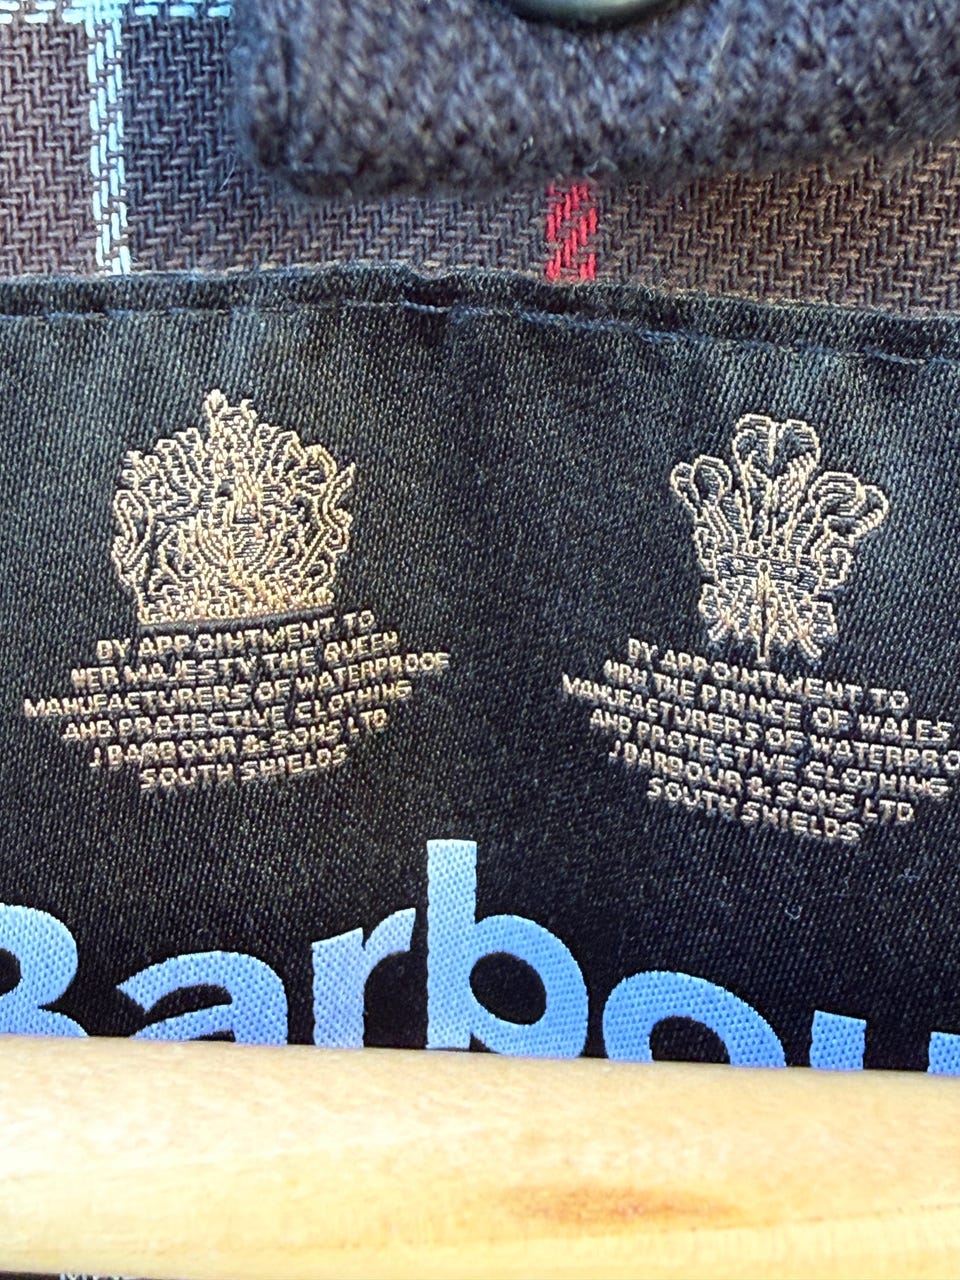 BY APPOINTMENT TO
HER MAJESTY THE QUEEN
MANUFACTURERS OF WATERPROOF
AND PROTECTIVE CLOTHING
J BARBOUR & SONS LTD
SOUTH SHIELDS
BY APPOINTMENT TO
HRH THE PRINCE OF WALES
MANUFACTURERS OF WATERPRO
AND PROTECTIVE CLOTHING
J BARBOUR & SONS LTD
SOUTH SHIELDS
Barbou